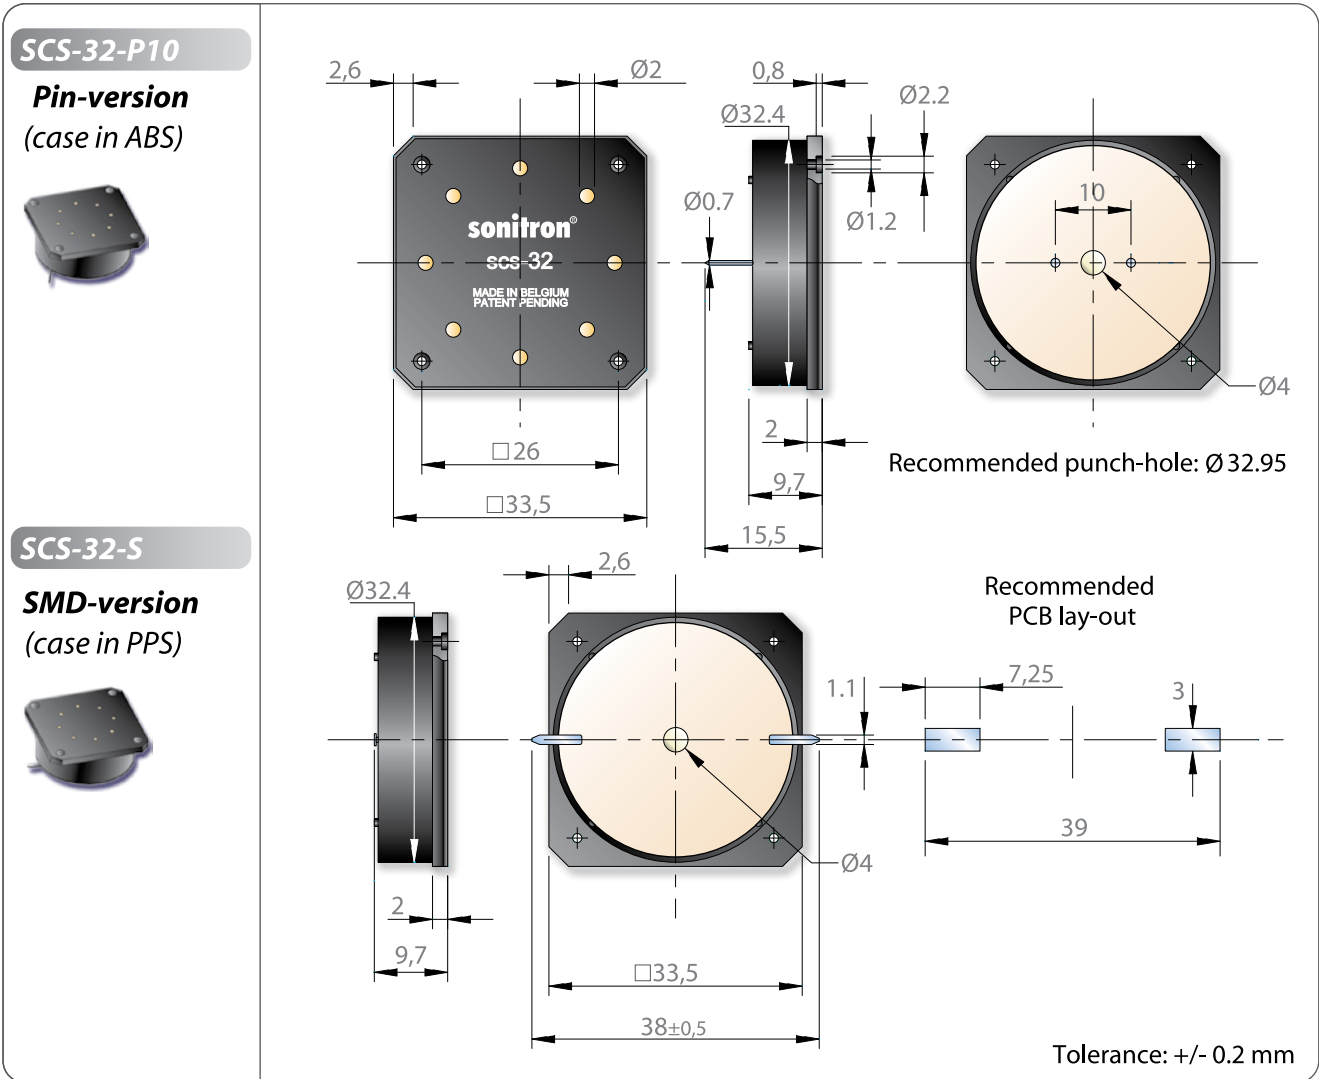 SCS-32-P10
Pin-version
(case in ABS)
2,6
Ø2
0,8
Ø2.2
Ø32.4
Ø0.7
Ø1.2
10
sonitron®
scs-32
MADE IN BELGIUM
PATENT PENDING
Ø4
□26
2
Recommended punch-hole: Ø 32.95
□33,5
9,7
15,5
SCS-32-S
SMD-version
(case in PPS)
Ø32.4
2,6
Recommended
PCB lay-out
1.1
7,25
3
39
Ø4
2
9,7
□33,5
38±0,5
Tolerance: +/- 0.2 mm